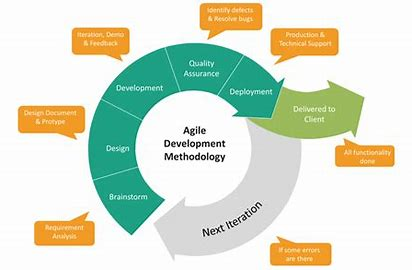 Identify defects
& Resolve bugs
Iteration, Demo
& Feedback
Production &
Technical Support
Quality
Assurance
Development
Deployment
Design Document
& Protype
Delivered to
Client
Agile
Development
Methodology
Design
All functionality
done
Brainstorm
Requirement
Analysis
Next Iteration
If some errors
are there